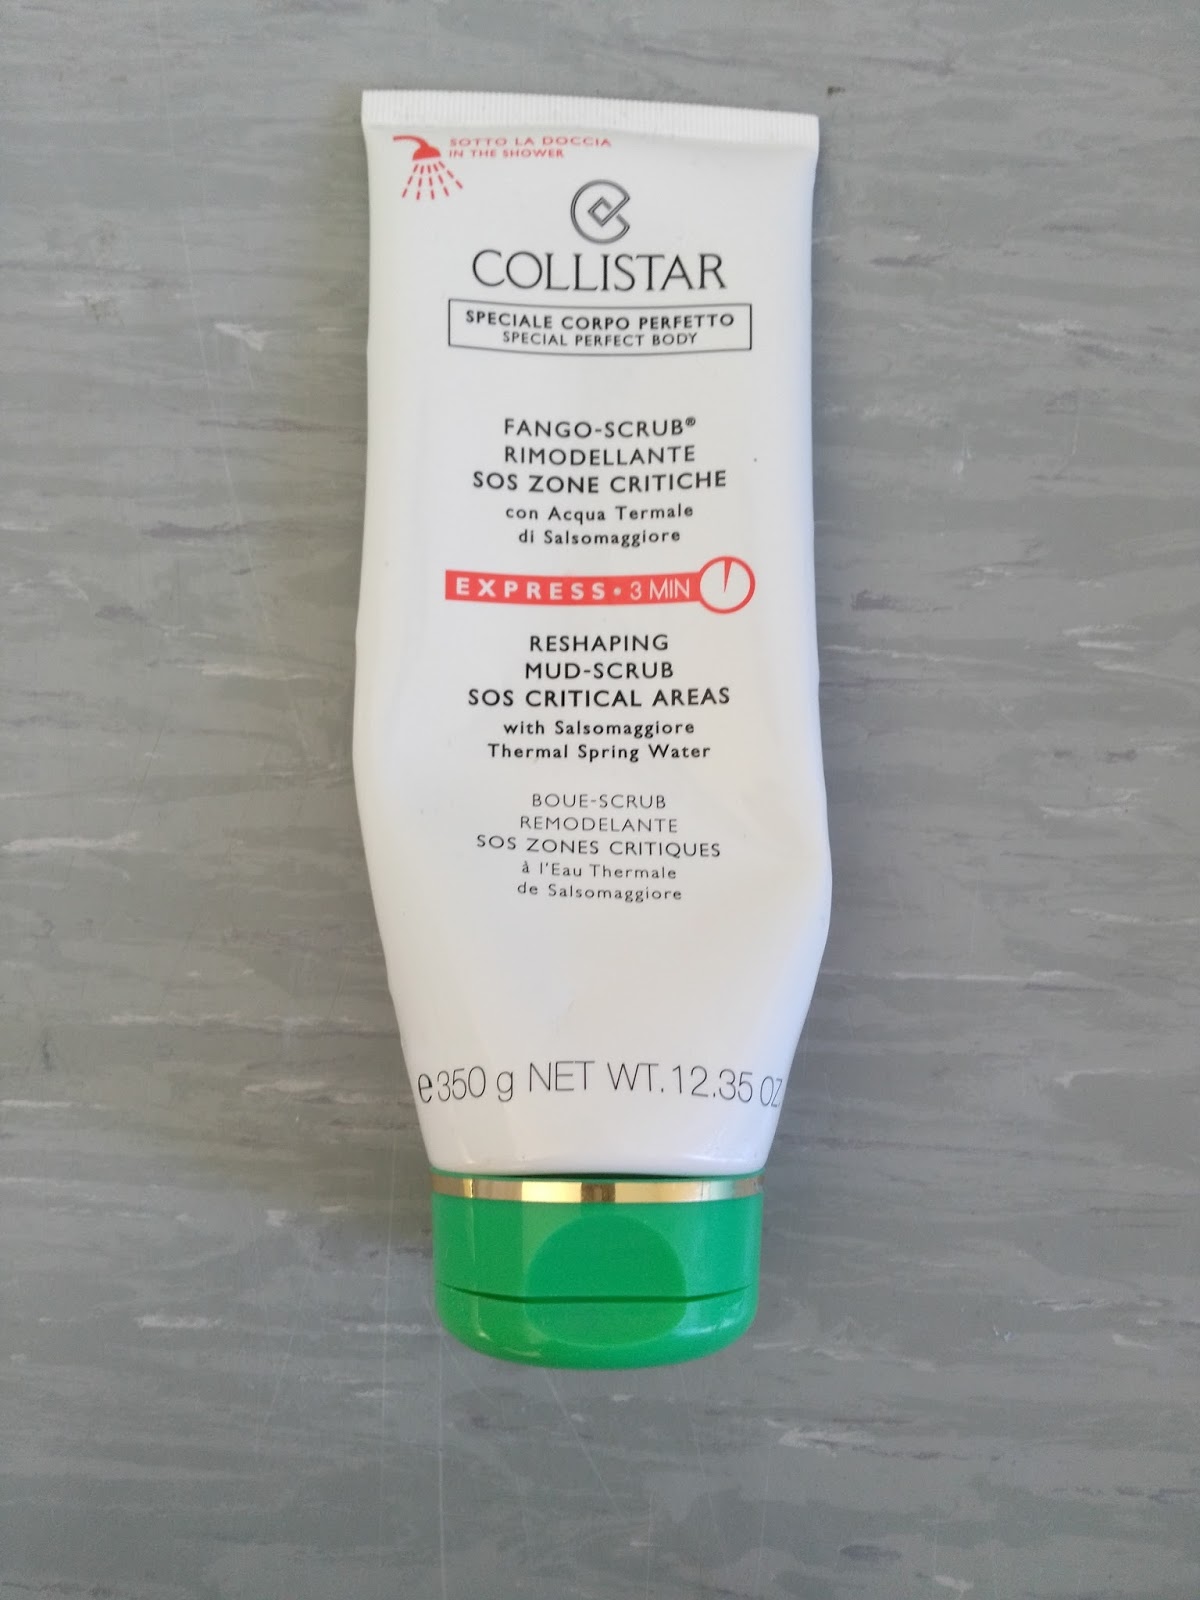 SOTTO LA DOCCIA
IN THE SHOWER
COLLISTAR
SPECIALE CORPO PERFETTO
SPECIAL PERFECT BODY
FANGO-SCRUB®
RIMODELLANTE
SOS ZONE CRITICHE
con Acqua Termale
di Salsomaggiore
EXPRESS • 3 MIN
RESHAPING
MUD-SCRUB
SOS CRITICAL AREAS
with Salsomaggiore
Thermal Spring Water
BOUE-SCRUB
REMODELANTE
SOS ZONES CRITIQUES
à l'Eau Thermale
de Salsomaggiore
e350 g NET WT. 12.35 OZ